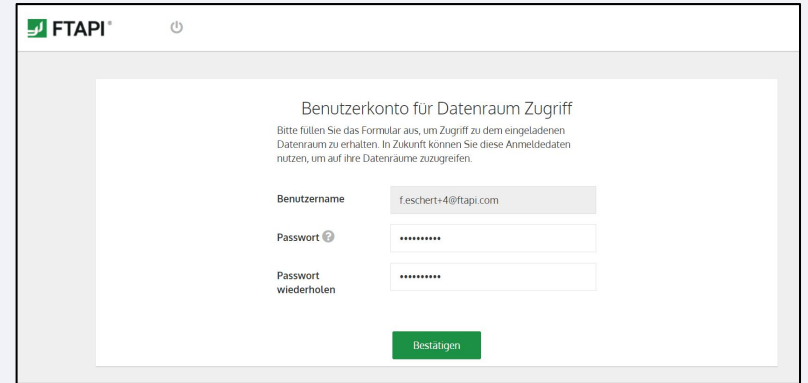 FTAPI®
Benutzerkonto für Datenraum Zugriff
Bitte füllen Sie das Formular aus, um Zugriff zu dem eingeladenen
Datenraum zu erhalten. In Zukunft können Sie diese Anmeldedaten
nutzen, um auf ihre Datenräume zuzugreifen.
Benutzername
f.eschert+4@ftapi.com
Passwort ?
••••••••••
Passwort
wiederholen
••••••••••
Bestätigen